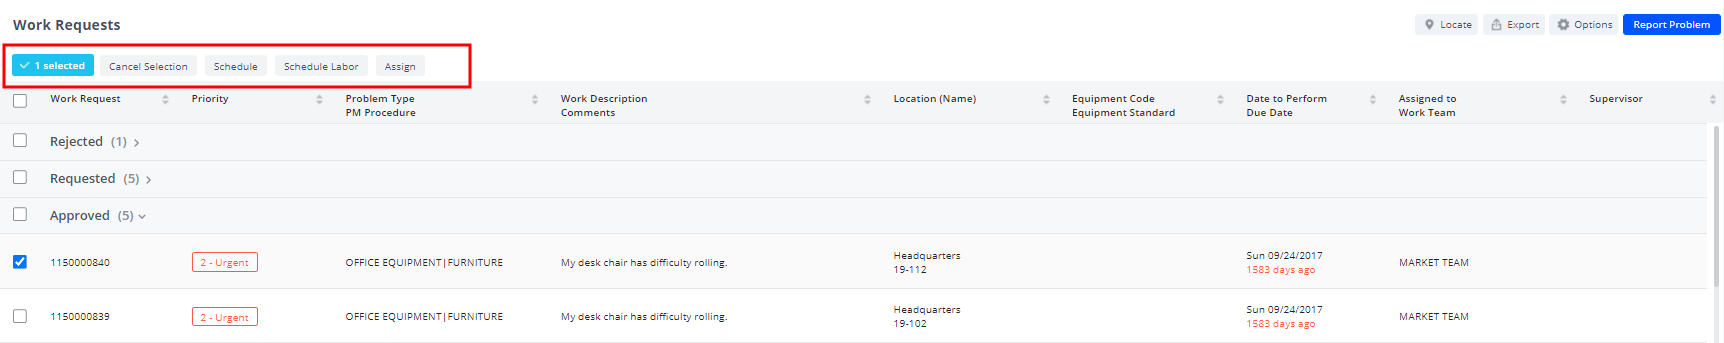 Work Requests
Locate Export Options Report Problem
1 selected Cancel Selection Schedule Schedule Labor Assign
Work Request Priority Problem Type Work Description Location (Name) Equipment Code Date to Perform Assigned to Supervisor
PM Procedure Comments Equipment Standard Due Date Work Team
Rejected (1)
Requested (5)
Approved (5)
Headquarters Sun 09/24/2017
1150000840 2 - Urgent OFFICE EQUIPMENT|FURNITURE My desk chair has difficulty rolling. MARKET TEAM
19-112 1583 days ago
Headquarters Sun 09/24/2017
1150000839 2 - Urgent OFFICE EQUIPMENT|FURNITURE My desk chair has difficulty rolling. MARKET TEAM
19-102 1583 days ago